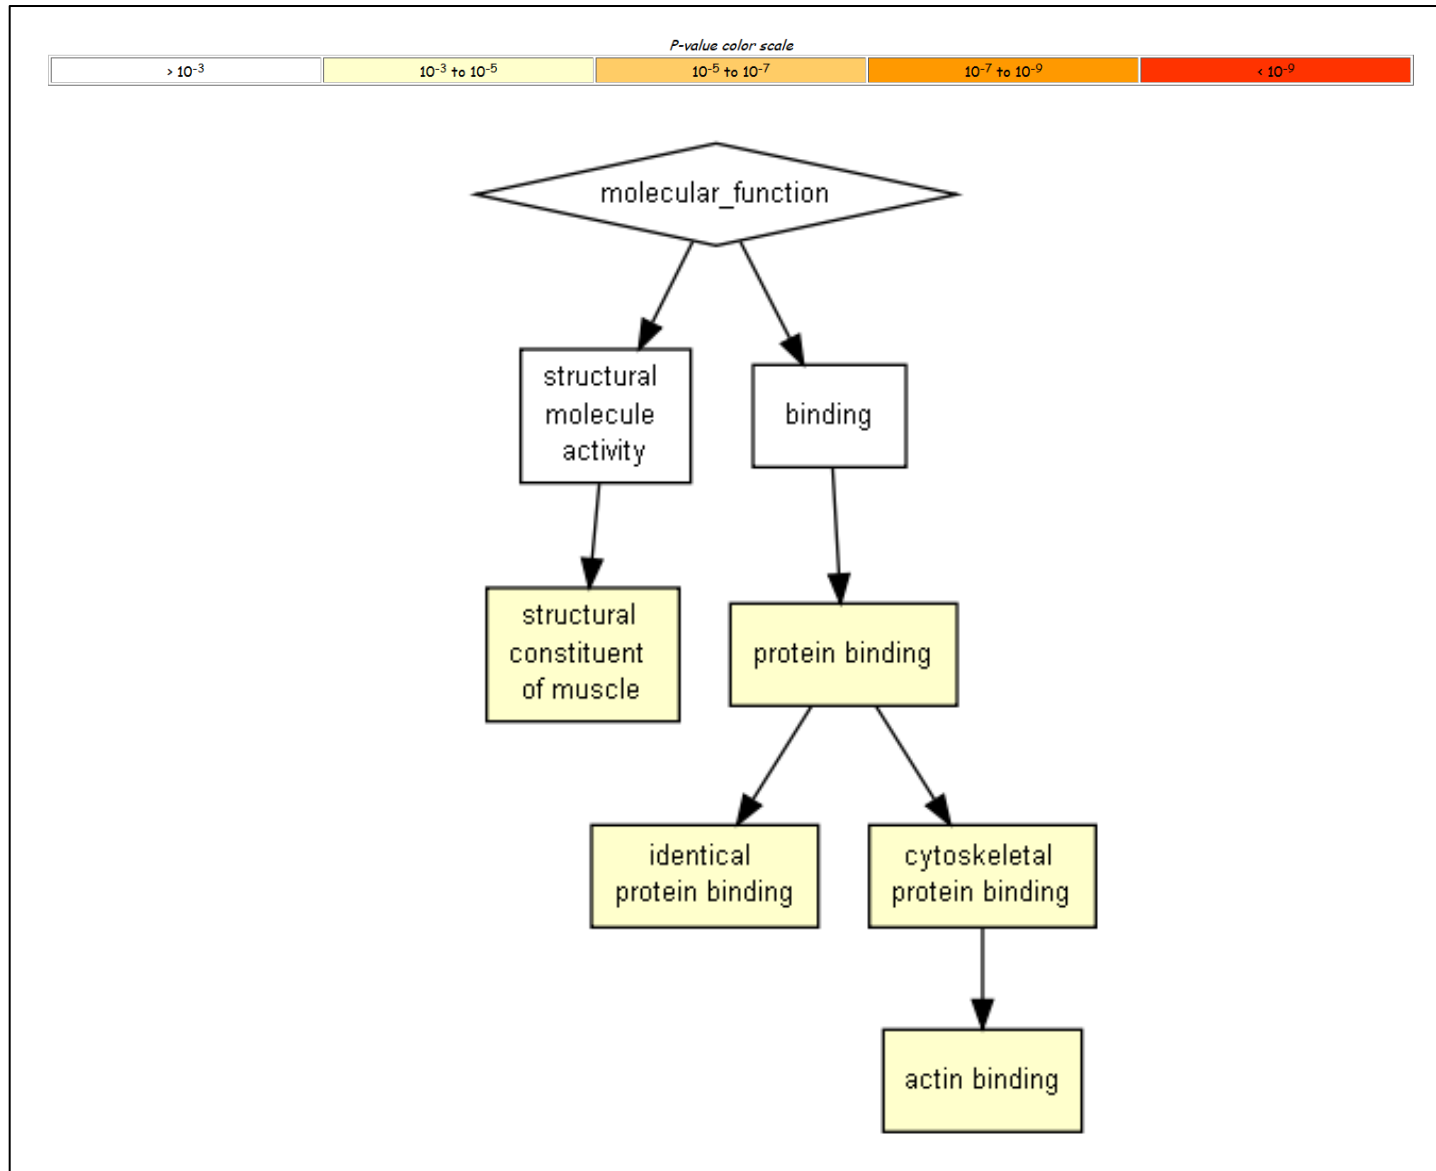 P-value color scale
> 10⁻³
10⁻³ to 10⁻⁵
10⁻⁵ to 10⁻⁷
10⁻⁷ to 10⁻⁹
< 10⁻⁹
molecular_function
structural
molecule
activity
binding
structural
constituent
of muscle
protein binding
identical
protein binding
cytoskeletal
protein binding
actin binding